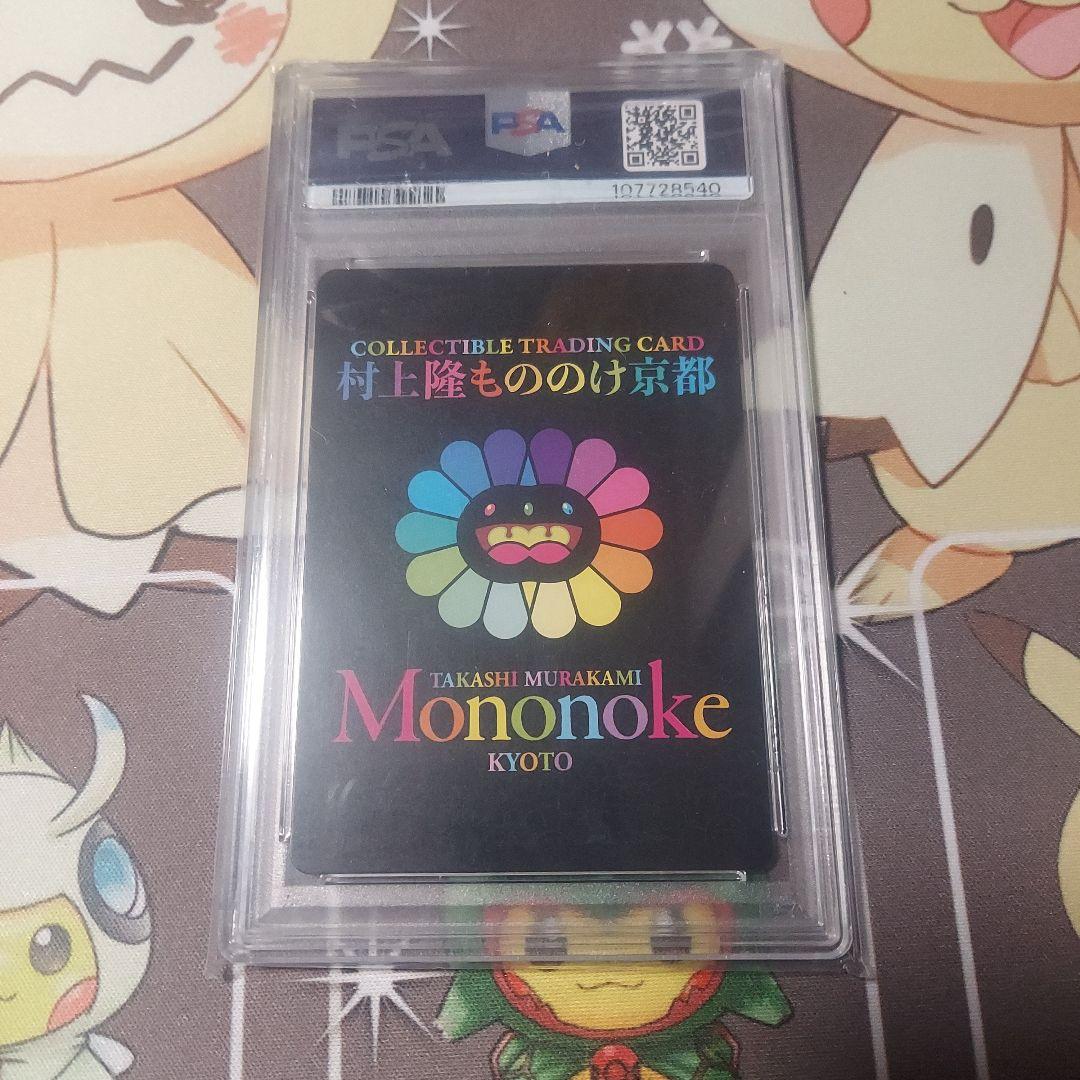 PSA
PSA
107728540
COLLECTIBLE TRADING CARD
村上隆もののけ京都
TAKASHI MURAKAMI
Mononoke
KYOTO